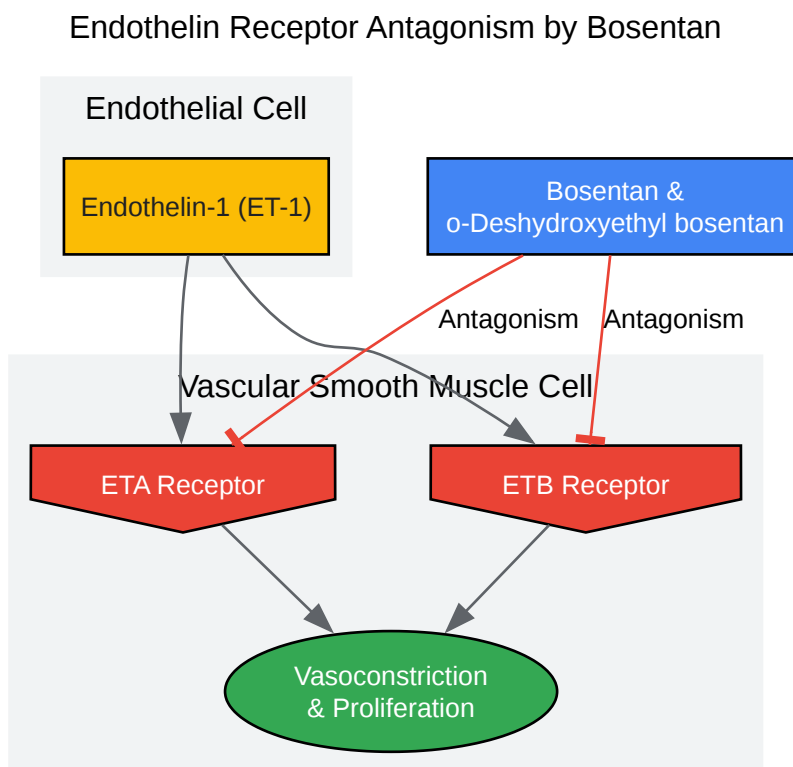 Endothelin Receptor Antagonism by Bosentan
Endothelial Cell
Endothelin-1 (ET-1)
Bosentan &
o-Deshydroxyethyl bosentan
Antagonism
Antagonism
Vascular Smooth Muscle Cell
ETA Receptor
ETB Receptor
Vasoconstriction
& Proliferation